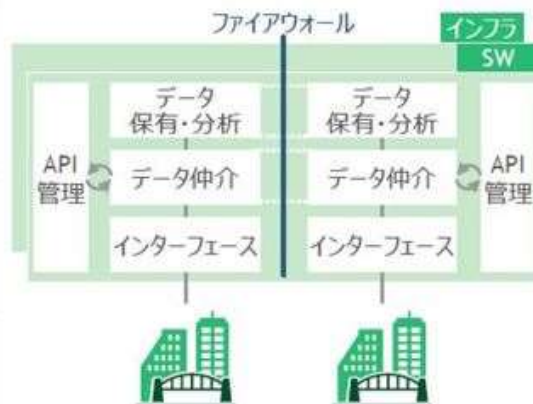 ファイアウォール
インフラ
SW
データ
保有・分析
データ
保有・分析
API
管理
データ仲介
データ仲介
API
管理
インターフェース
インターフェース